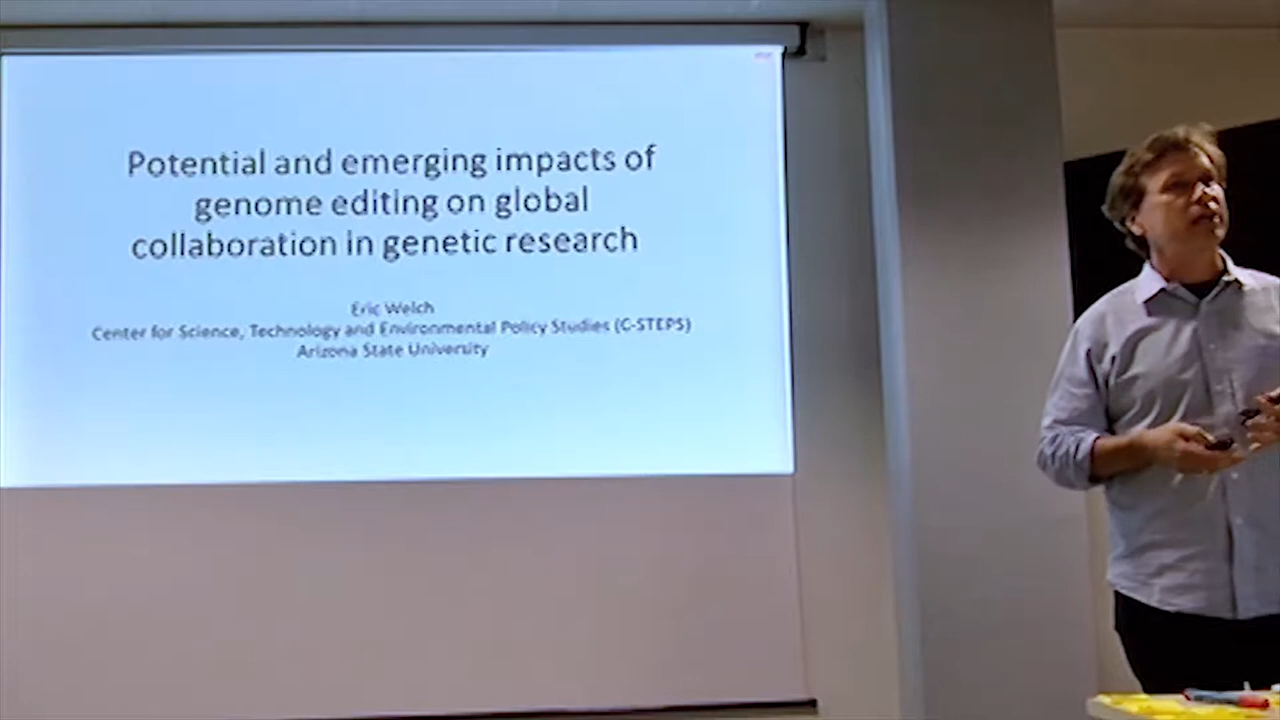 Potential and emerging impacts of
genome editing on global
collaboration in genetic research
Eric Welch
Center for Science, Technology and Environmental Policy Studies (C-STEPS)
Arizona State University